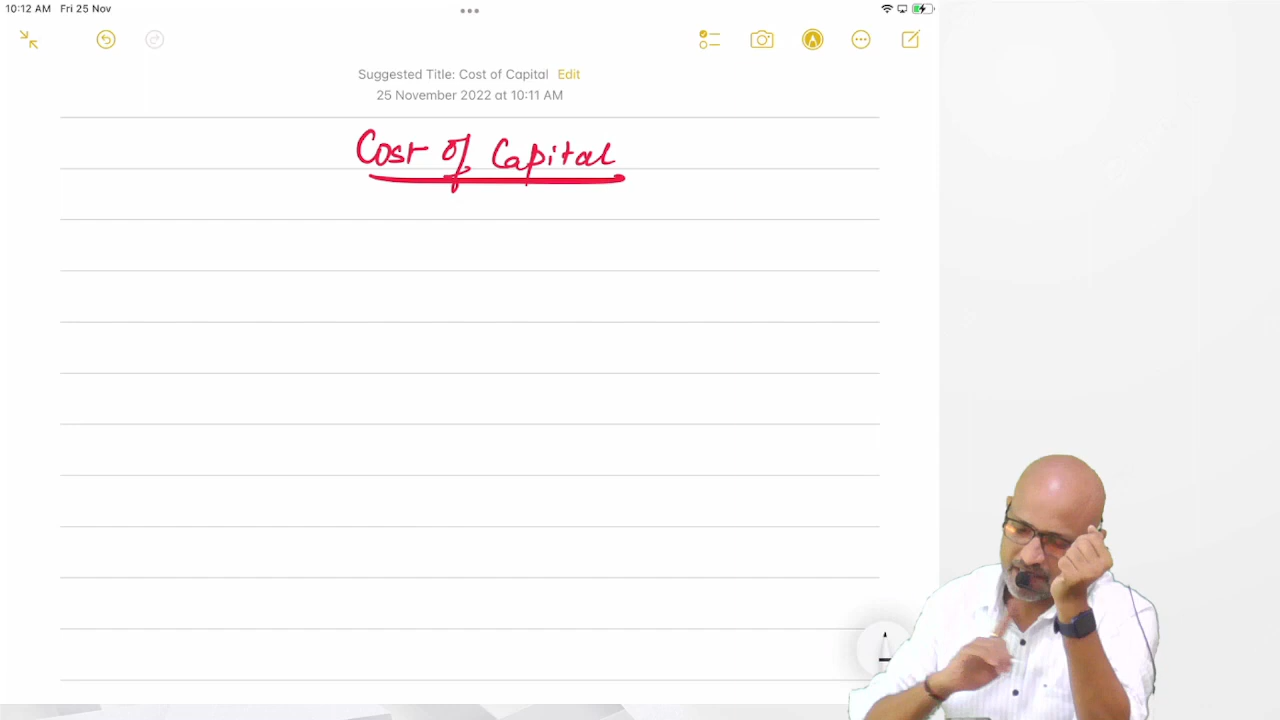 10:12 AM Fri 25 Nov
Suggested Title: Cost of Capital Edit
25 November 2022 at 10:11 AM
Cost of Capital